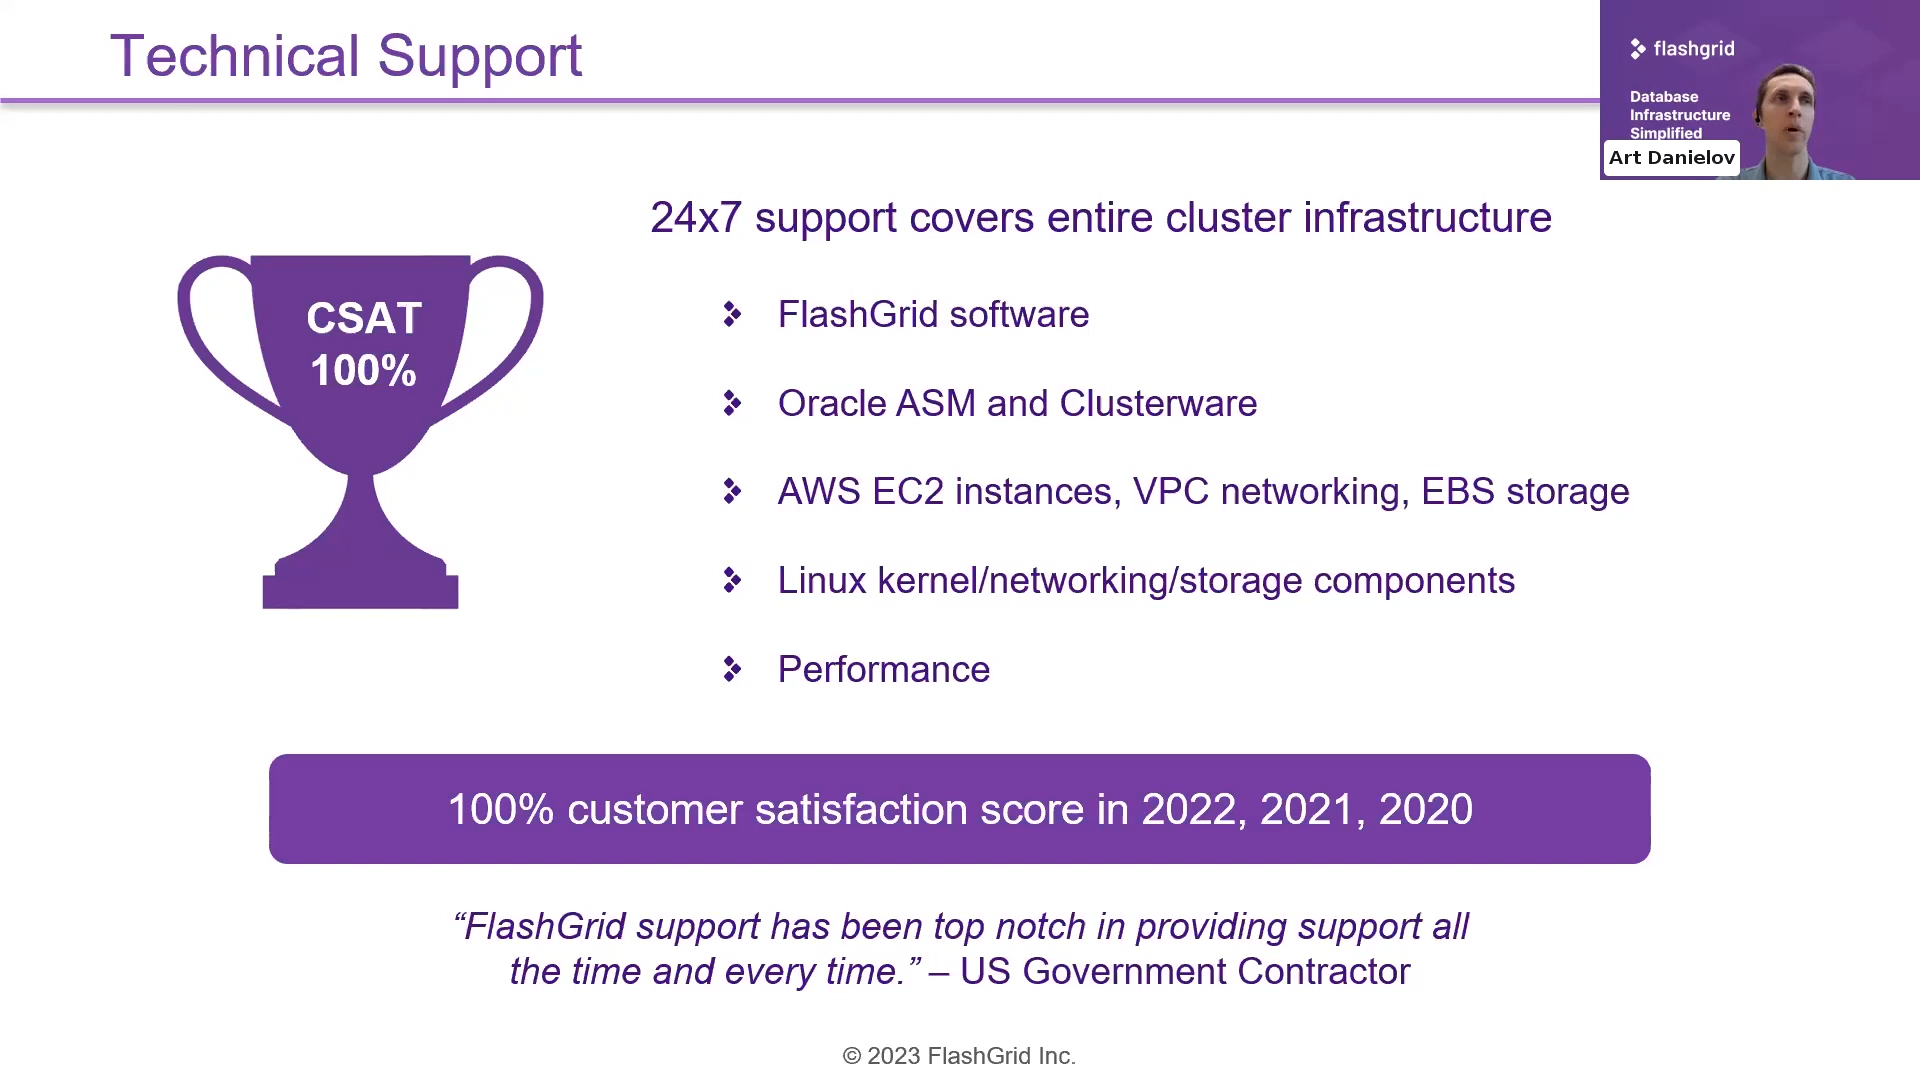 Technical Support
flashgrid
Database
Infrastructure
Simplified
Art Danielov
24x7 support covers entire cluster infrastructure
CSAT
100%
FlashGrid software
Oracle ASM and Clusterware
AWS EC2 instances, VPC networking, EBS storage
Linux kernel/networking/storage components
Performance
100% customer satisfaction score in 2022, 2021, 2020
“FlashGrid support has been top notch in providing support all
the time and every time.” – US Government Contractor
© 2023 FlashGrid Inc.